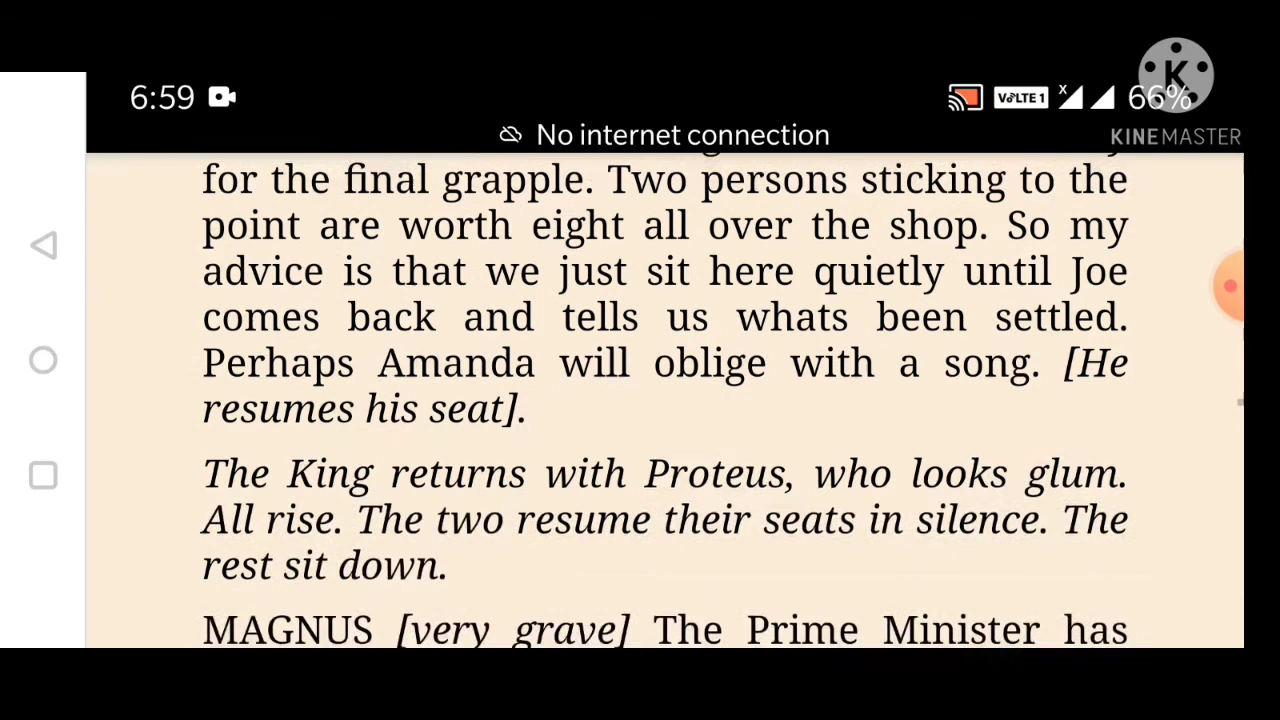 6:59 VoLTE 1 x 66%
No internet connection
KINEMASTER
for the final grapple. Two persons sticking to the
point are worth eight all over the shop. So my
advice is that we just sit here quietly until Joe
comes back and tells us whats been settled.
Perhaps Amanda will oblige with a song. [He
resumes his seat].
The King returns with Proteus, who looks glum.
All rise. The two resume their seats in silence. The
rest sit down.
MAGNUS [very grave] The Prime Minister has